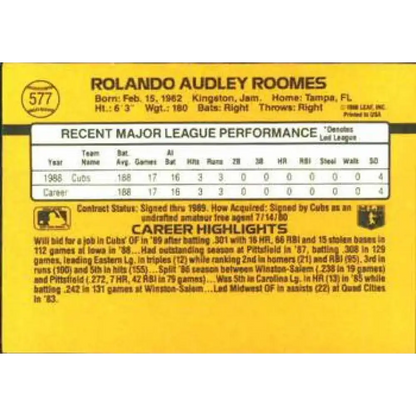 577
ROLANDO AUDLEY ROOMES
© 1988 LEAF, INC.
Printed in USA
Born: Feb. 15, 1962 Kingston, Jam. Home: Tampa, FL
Ht.: 6'3" Wgt.: 180 Bats: Right Throws: Right
RECENT MAJOR LEAGUE PERFORMANCE *Denotes Led League
Year Team Name Bat. Avg. Games At Bat Hits Runs 2B 3B HR RBI Steal Walk SO
1988 Cubs .188 17 16 3 3 0 0 0 0 0 0 4
Career .188 17 16 3 3 0 0 0 0 0 0 4
Contract Status: Signed thru 1989. How Acquired: Signed by Cubs as an
undrafted amateur free agent 7/14/80
CAREER HIGHLIGHTS
Will bid for a job in Cubs' OF in '89 after batting .301 with 16 HR, 66 RBI and 15 stolen bases in
112 games at Iowa in '88... Had outstanding season at Pittsfield in '87, batting .308 in 129
games, leading Eastern Lg. in triples (12) while ranking 2nd in homers (21) and RBI (95), 3rd in
runs (100) and 5th in hits (155)... Split '86 season between Winston-Salem (.238 in 19 games)
and Pittsfield (.272, 7 HR, 42 RBI in 79 games)... Was 5th in Carolina Lg. in HR (13) in '85 while
batting .242 in 131 games at Winston-Salem... Led Midwest OF in assists (22) at Quad Cities
in '83.